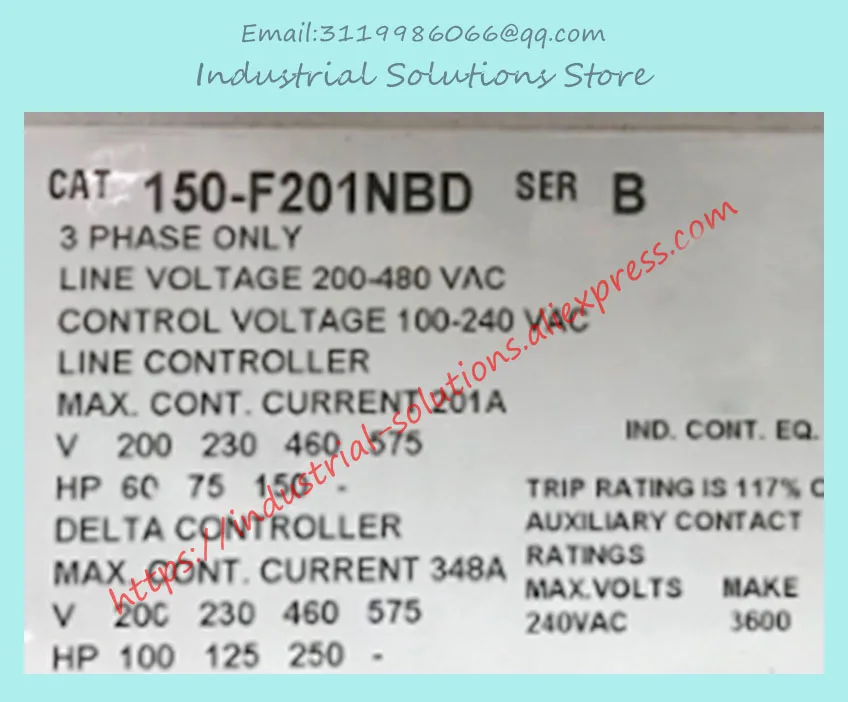 Email:3119986066@qq.com
Industrial Solutions Store
CAT 150-F201NBD SER B
3 PHASE ONLY
LINE VOLTAGE 200-480 VAC
CONTROL VOLTAGE 100-240 VAC
LINE CONTROLLER
MAX. CONT. CURRENT 201A
V 200 230 460 575
HP 60 75 150 -
DELTA CONTROLLER
MAX. CONT. CURRENT 348A
V 200 230 460 575
HP 100 125 250 -
IND. CONT. EQ.
TRIP RATING IS 117%
AUXILIARY CONTACT
RATINGS
MAX.VOLTS MAKE
240VAC 3600
https://industrial-solutions.aliexpress.com